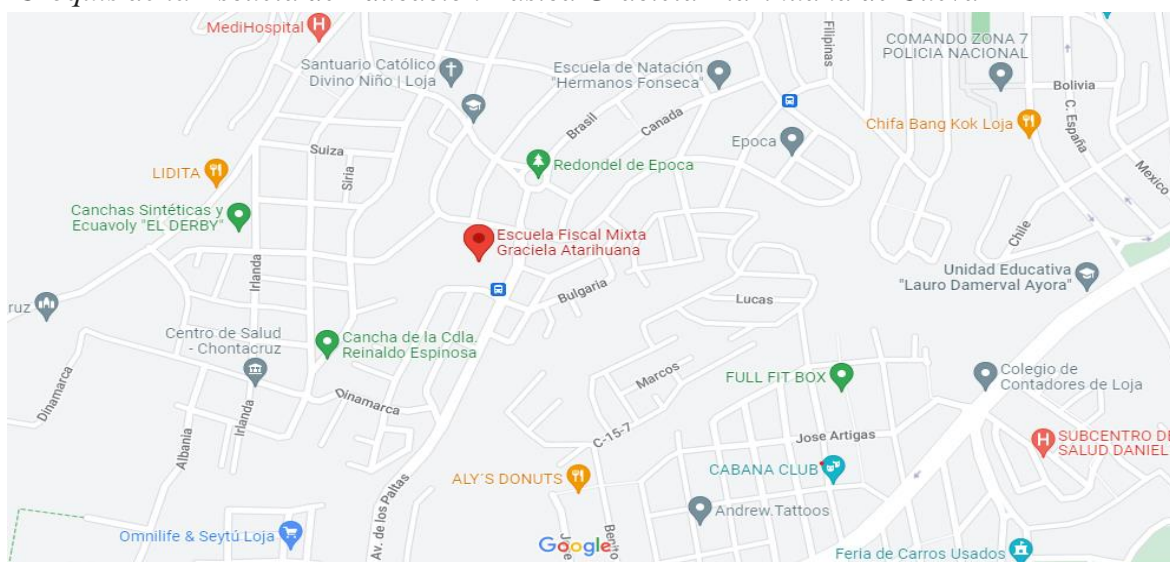 MediHospital
Filipinas
COMANDO ZONA 7
POLICIA NACIONAL
Santuario Católico
Divino Niño | Loja
Escuela de Natación
"Hermanos Fonseca"
Bolivia
C. España
Brasil
Canada
Chifa Bang Kok Loja
Epoca
Suiza
Siria
LIDITA
Redondel de Epoca
Mexico
Canchas Sintéticas y
Ecuavoly "EL DERBY"
Escuela Fiscal Mixta
Graciela Atarihuana
Chile
Irlanda
Unidad Educativa
"Lauro Damerval Ayora"
Bulgaria
Lucas
ruz
Centro de Salud
- Chontacruz
Cancha de la Cdla.
Reinaldo Espinosa
Marcos
FULL FIT BOX
Colegio de
Contadores de Loja
Dinamarca
Dinamarca
Irlanda
Albania
C-15-7
Jose Artigas
SUBCENTRO DE
SALUD DANIEL
ALY´S DONUTS
CABANA CLUB
Av. de los Paltas
Andrew.Tattoos
Omnilife & Seytú Loja
Benito
Google
Feria de Carros Usados